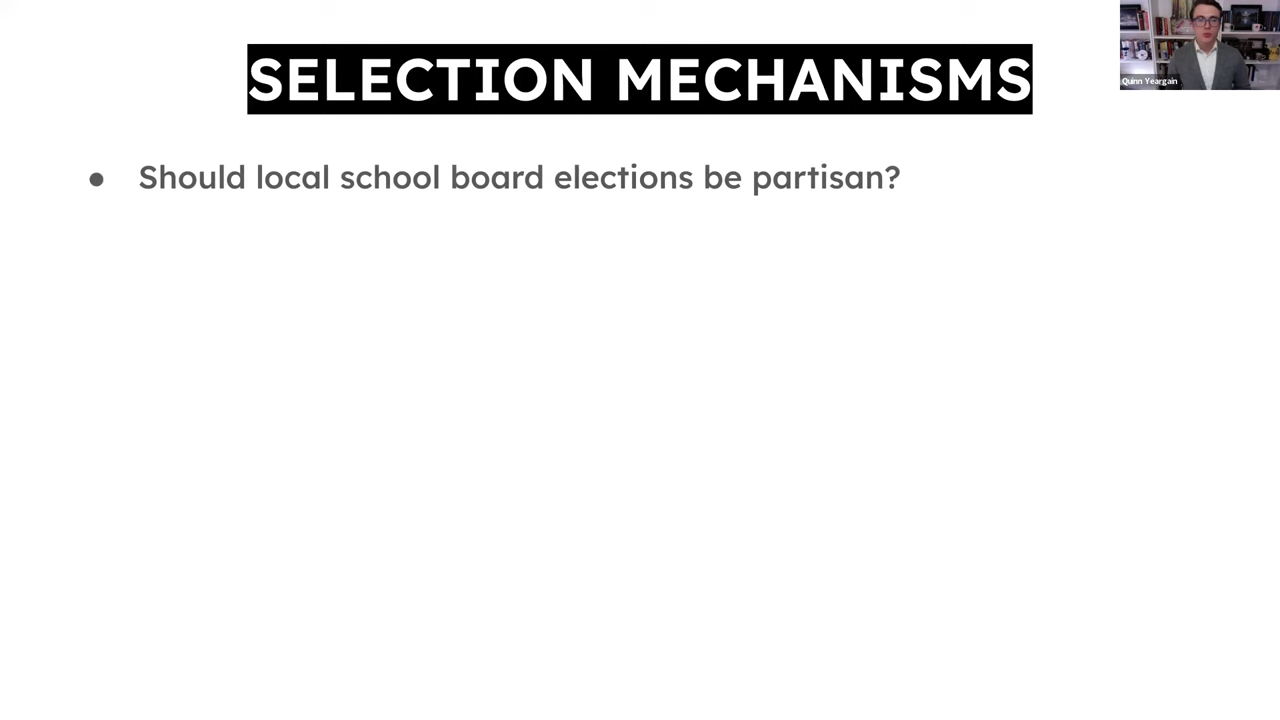 SELECTION MECHANISMS
Quinn Yeargain
● Should local school board elections be partisan?